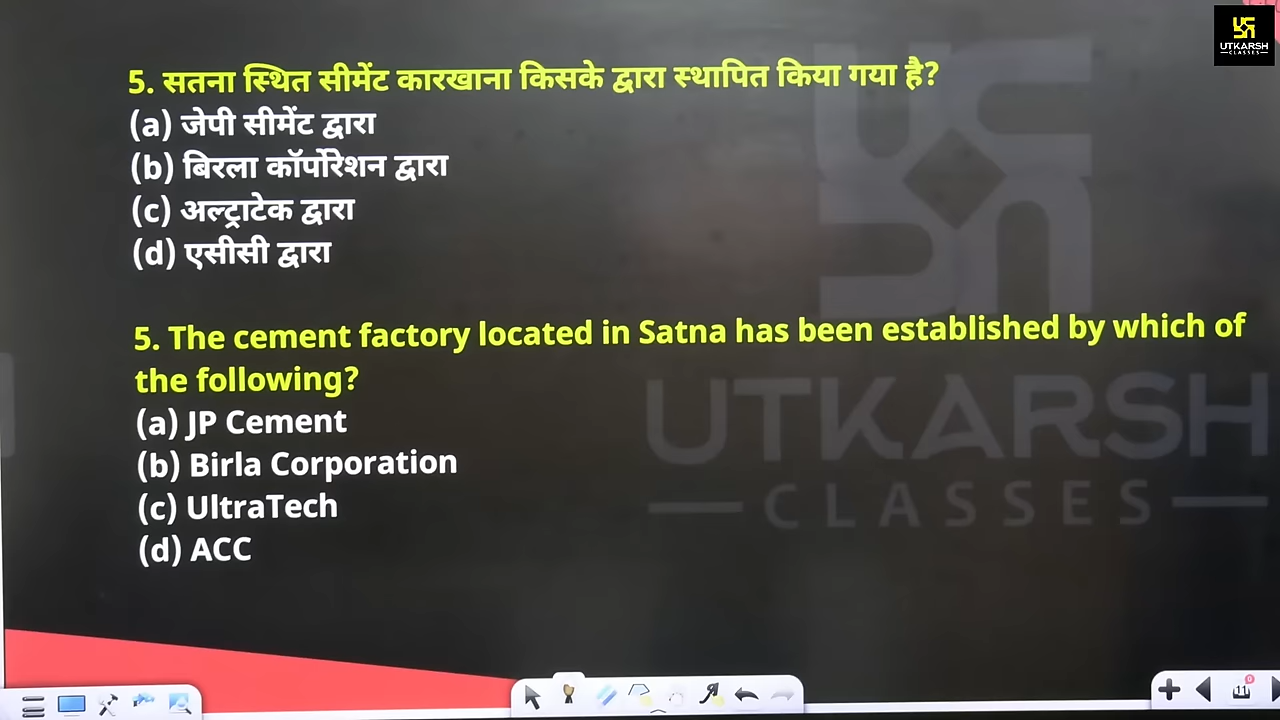 UTKARSH
CLASSES
5. सतना स्थित सीमेंट कारखाना किसके द्वारा स्थापित किया गया है?
(a) जेपी सीमेंट द्वारा
(b) बिरला कॉर्पोरेशन द्वारा
(c) अल्ट्राटेक द्वारा
(d) एसीसी द्वारा
5. The cement factory located in Satna has been established by which of
the following?
(a) JP Cement
(b) Birla Corporation
(c) UltraTech
(d) ACC
UTKARSH
CLASSES